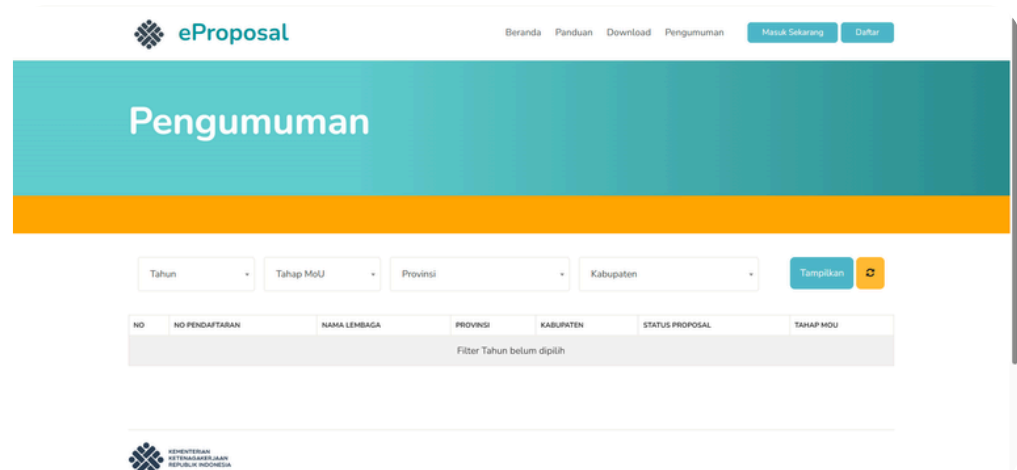 eProposal
Beranda Panduan Download Pengumuman Masuk Sekarang Daftar
Pengumuman
Tahun Tahap MoU Provinsi Kabupaten Tampilkan
NO NO PENDAFTARAN NAMA LEMBAGA PROVINSI KABUPATEN STATUS PROPOSAL TAHAP MOU
Filter Tahun belum dipilih
KEMENTERIAN
KETENAGAKERJAAN
REPUBLIK INDONESIA